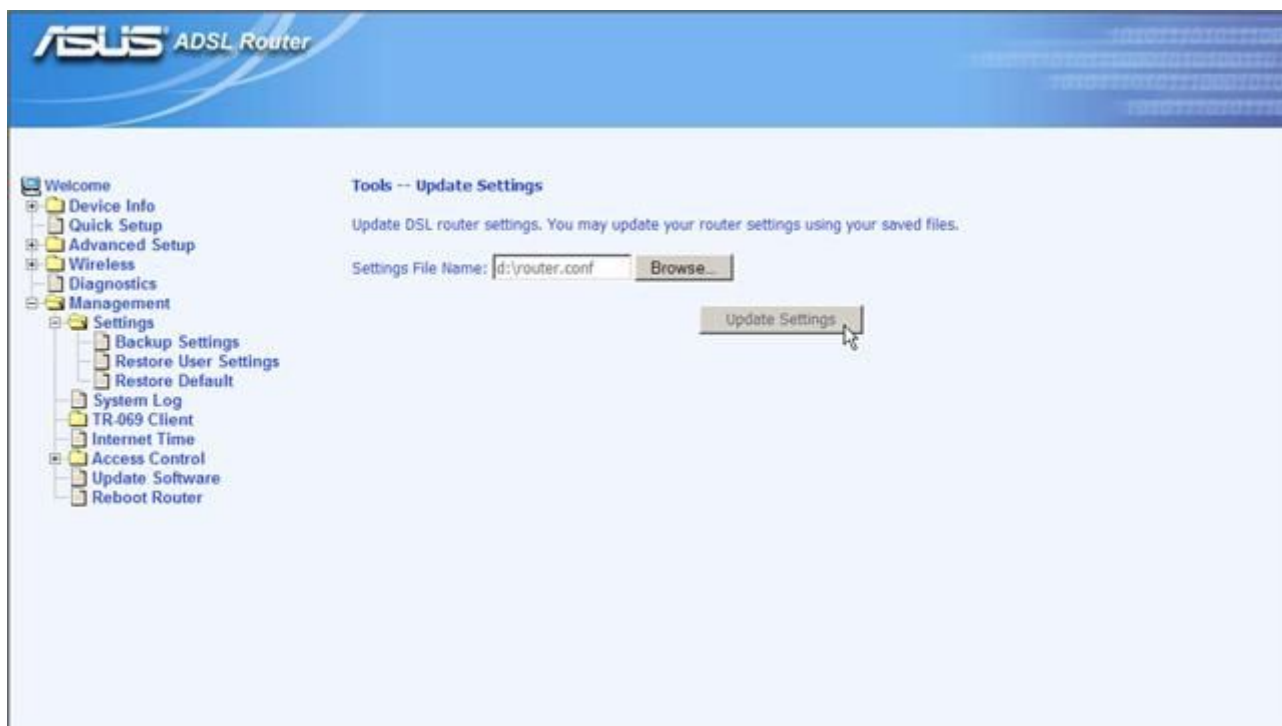 ASUS ADSL Router
Welcome
Device Info
Quick Setup
Advanced Setup
Wireless
Diagnostics
Management
Settings
Backup Settings
Restore User Settings
Restore Default
System Log
TR-069 Client
Internet Time
Access Control
Update Software
Reboot Router
Tools -- Update Settings
Update DSL router settings. You may update your router settings using your saved files.
Settings File Name: d:\router.conf Browse...
Update Settings